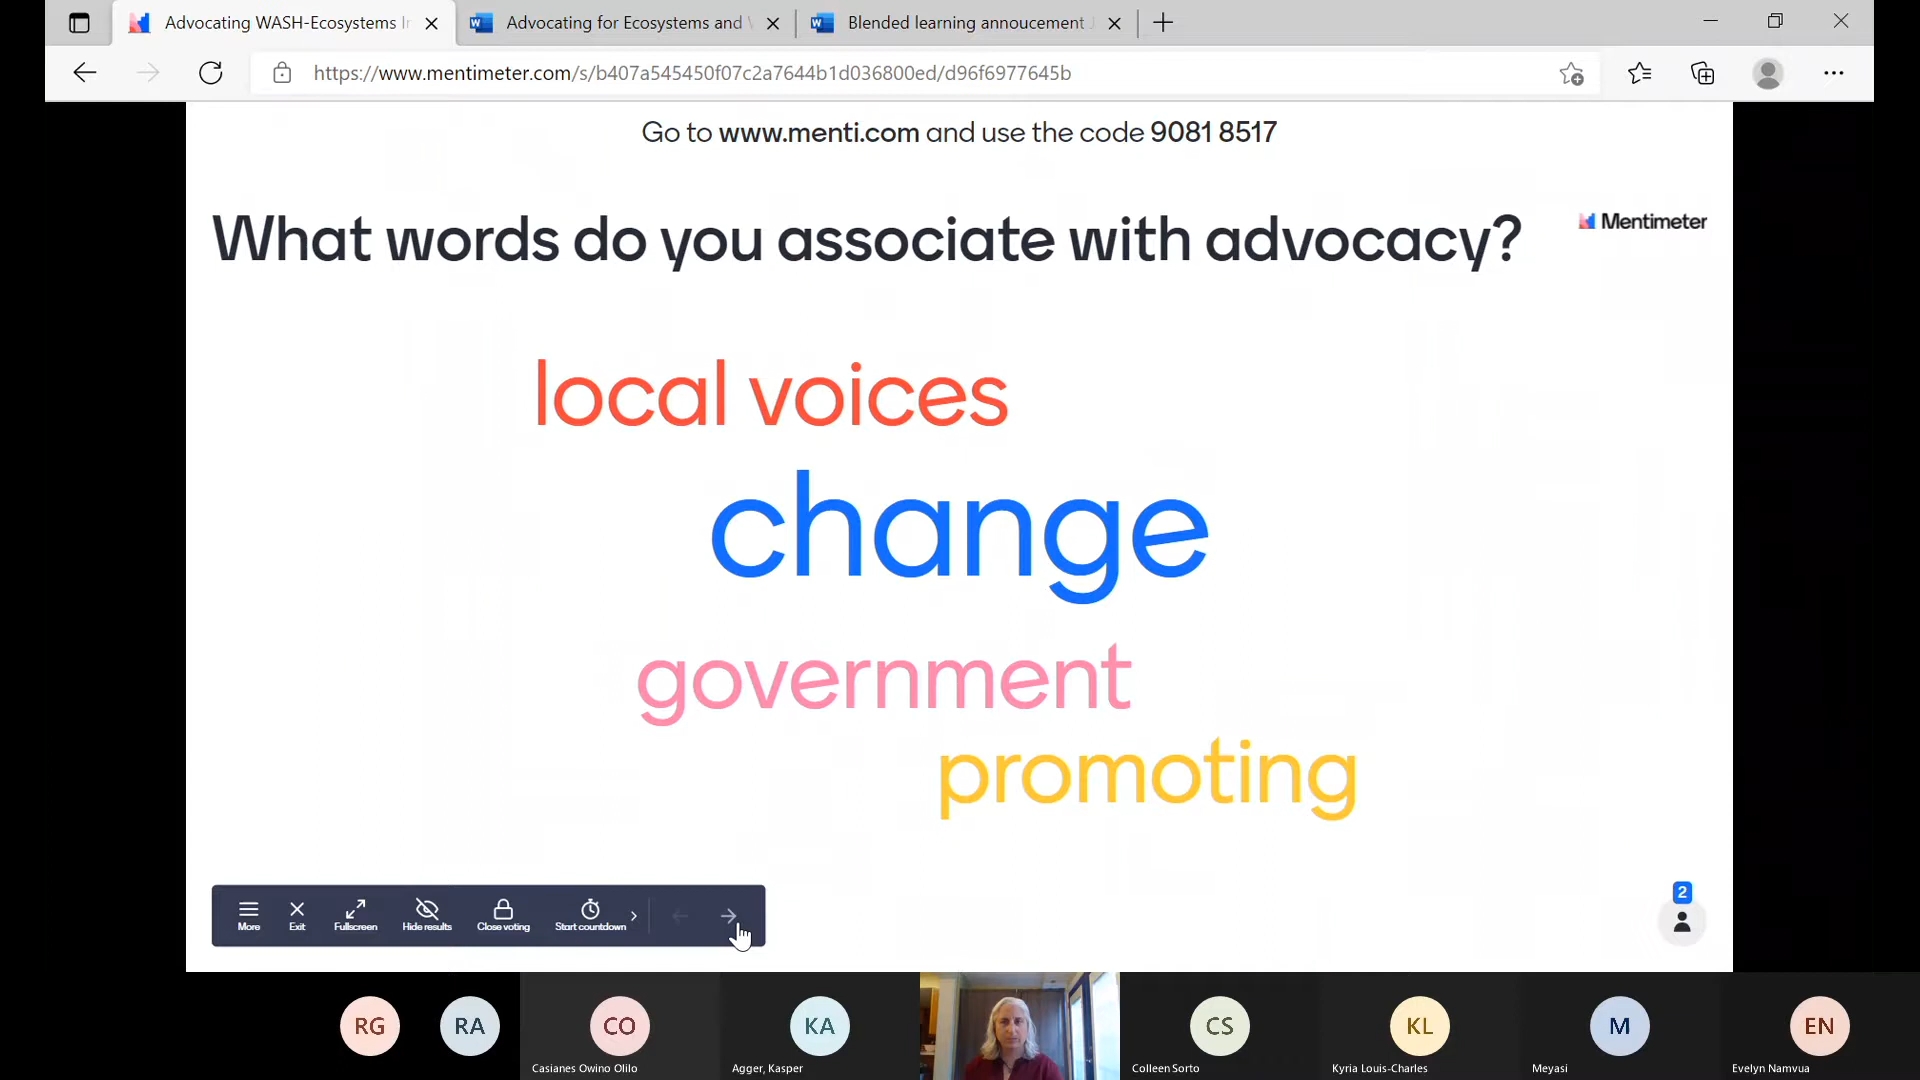 Advocating WASH-Ecosystems Ir
Advocating for Ecosystems and
Blended learning annoucement
https://www.mentimeter.com/s/b407a545450f07c2a7644b1d036800ed/d96f6977645b
Go to www.menti.com and use the code 9081 8517
What words do you associate with advocacy?
Mentimeter
local voices
change
government
promoting
More Exit Fullscreen Hide results Close voting Start countdown
2
RG RA CO KA CS KL M EN
Casianes Owino Olilo Agger, Kasper Colleen Sorto Kyria Louis-Charles Meyasi Evelyn Namvua